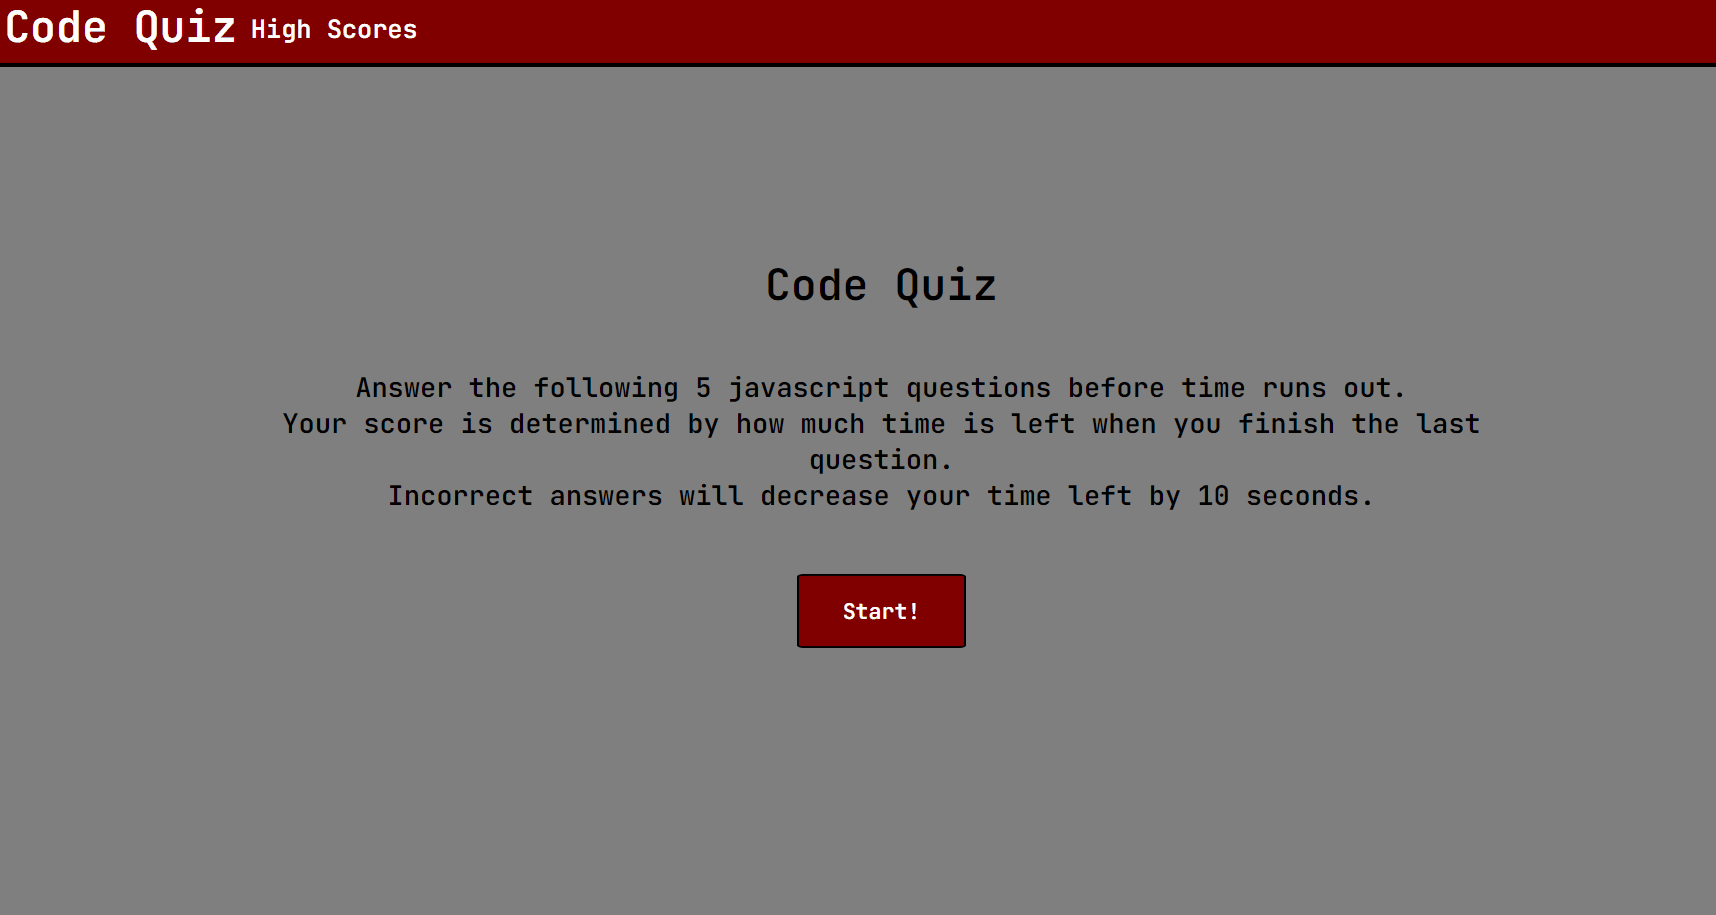 Code Quiz High Scores
Code Quiz
Answer the following 5 javascript questions before time runs out.
Your score is determined by how much time is left when you finish the last
question.
Incorrect answers will decrease your time left by 10 seconds.
Start!